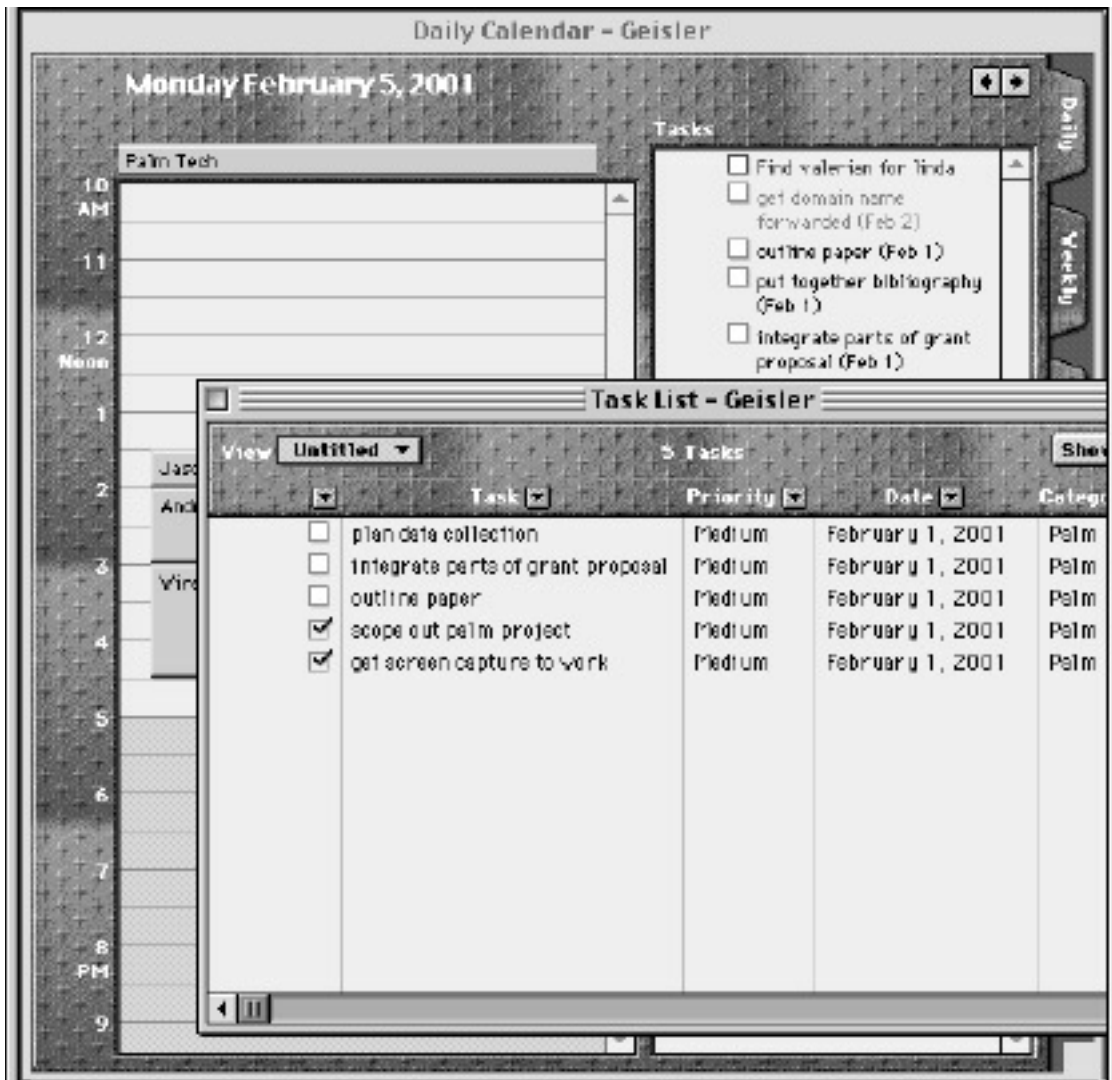 Daily Calendar - Geisler
Monday February 5, 2001
Daily
Tasks
Palm Tech
Find valerian for linda
get domain name
forwarded (Feb 2)
outline paper (Feb 1)
put together bibliography
(Feb 1)
integrate parts of grant
proposal (Feb 1)
Weekly
10
AM
11
12
Noon
1
2
3
4
5
6
7
8
PM
9
Task List - Geisler
View Untitled 5 Tasks Show
Task Priority Date Catego
plan data collection Medium February 1, 2001 Palm
integrate parts of grant proposal Medium February 1, 2001 Palm
outline paper Medium February 1, 2001 Palm
scope out palm project Medium February 1, 2001 Palm
get screen capture to work Medium February 1, 2001 Palm